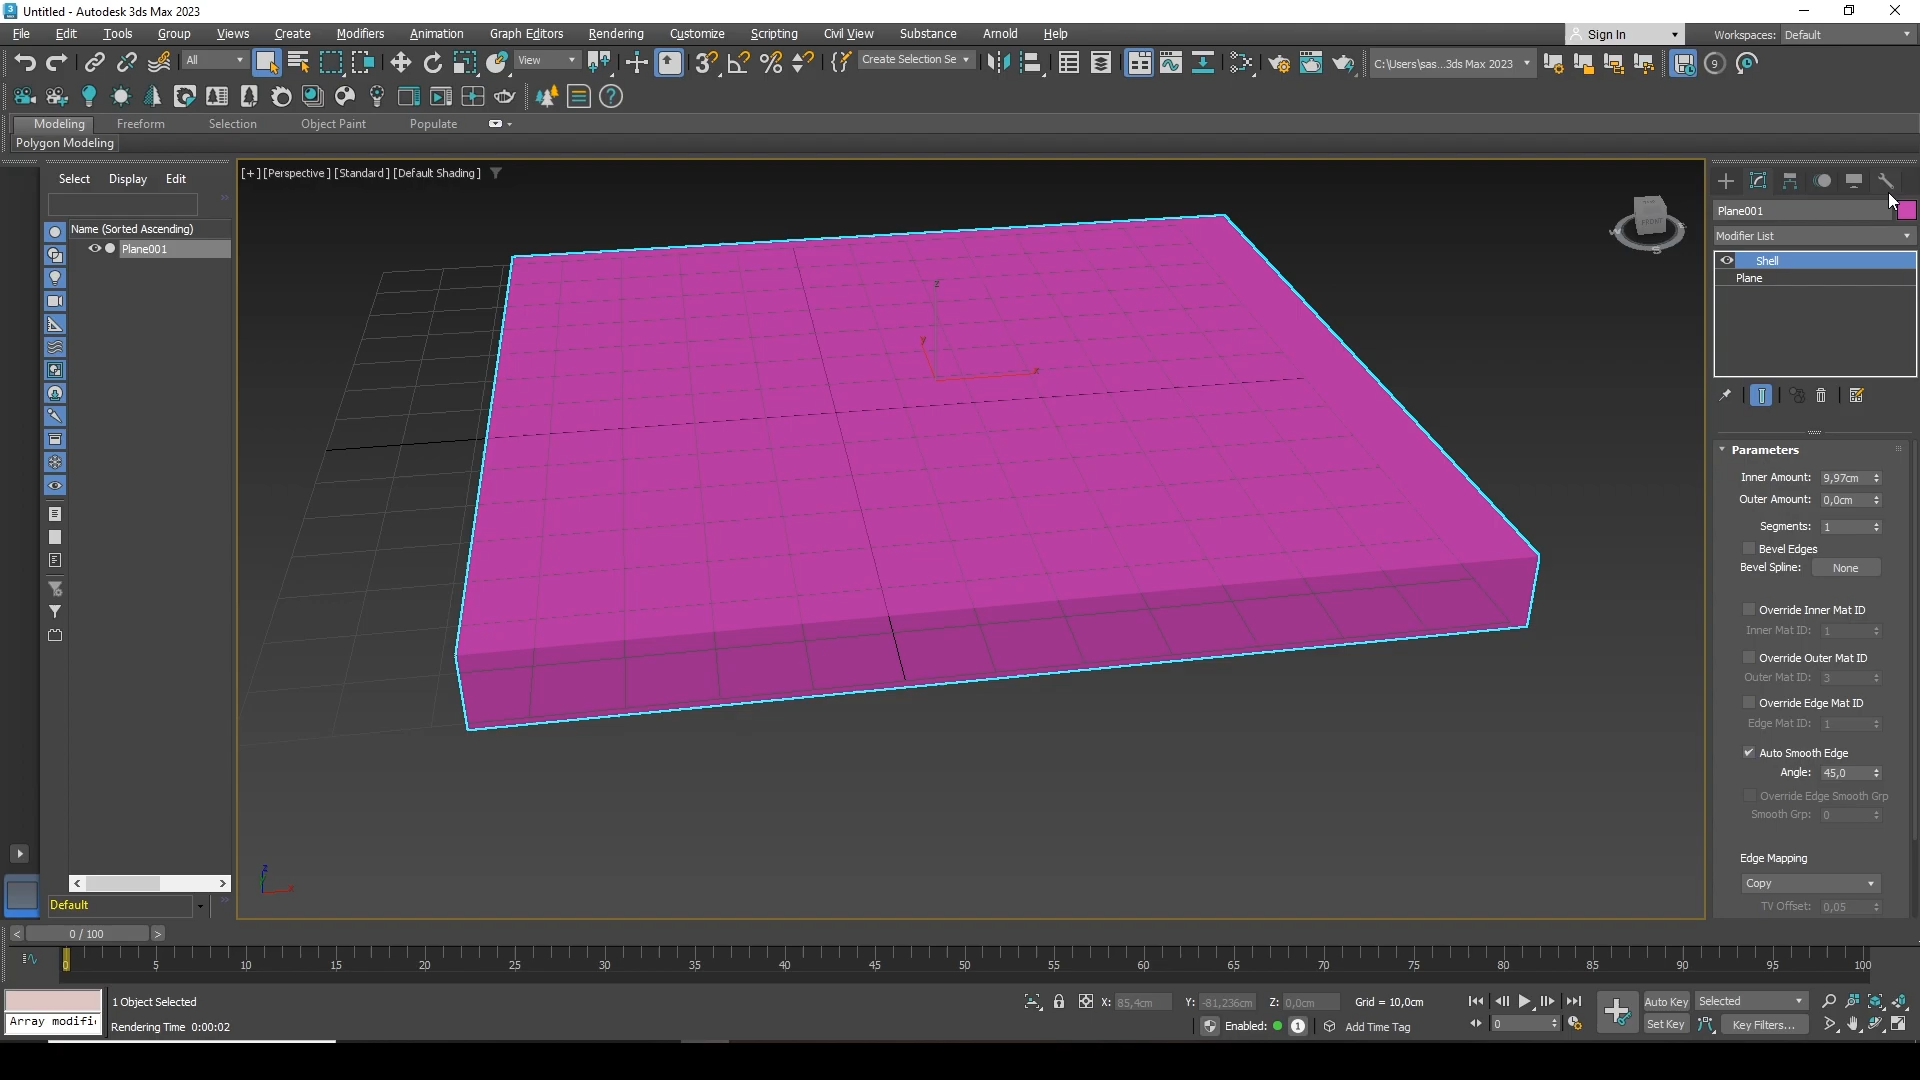 Untitled - Autodesk 3ds Max 2023
File Edit Tools Group Views Create Modifiers Animation Graph Editors Rendering Customize Scripting Civil View Substance Arnold Help
Sign In Workspaces: Default
All View Create Selection Se C:\Users\sas...3ds Max 2023 9
Modeling Freeform Selection Object Paint Populate
Polygon Modeling
Select Display Edit
[+] [Perspective] [Standard] [Default Shading]
Name (Sorted Ascending)
Plane001
z
y
x
FRONT
W
S
Plane001
Modifier List
Shell
Plane
Parameters
Inner Amount: 9,97cm
Outer Amount: 0,0cm
Segments: 1
Bevel Edges
Bevel Spline: None
Override Inner Mat ID
Inner Mat ID: 1
Override Outer Mat ID
Outer Mat ID: 3
Override Edge Mat ID
Edge Mat ID: 1
Auto Smooth Edge
Angle: 45,0
Override Edge Smooth Grp
Smooth Grp: 0
Edge Mapping
Copy
TV Offset: 0,05
z
x
Default
< 0 / 100 >
0 5 10 15 20 25 30 35 40 45 50 55 60 65 70 75 80 85 90 95 100
1 Object Selected X: 85,4cm Y: -81,236cm Z: 0,0cm Grid = 10,0cm Auto Key Selected
Array modifi Rendering Time 0:00:02 Enabled: 1 Add Time Tag 0 Set Key Key Filters...